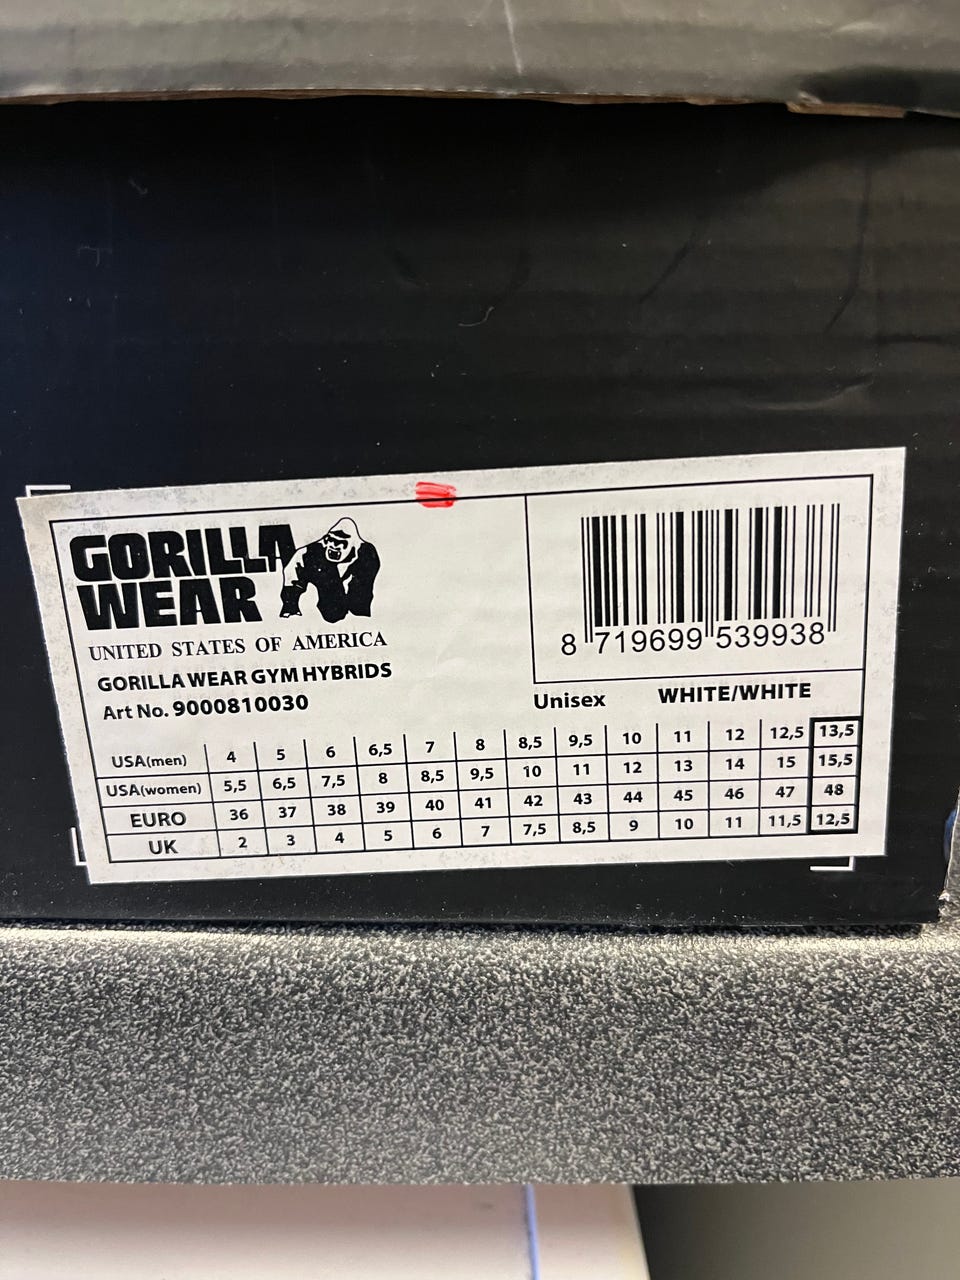 GORILLA
WEAR
UNITED STATES OF AMERICA
GORILLA WEAR GYM HYBRIDS
Art No. 9000810030
8 719699 539938
Unisex WHITE/WHITE
USA(men) 4 5 6 6,5 7 8 8,5 9,5 10 11 12 12,5 13,5
USA(women) 5,5 6,5 7,5 8 8,5 9,5 10 11 12 13 14 15 15,5
EURO 36 37 38 39 40 41 42 43 44 45 46 47 48
UK 2 3 4 5 6 7 7,5 8,5 9 10 11 11,5 12,5